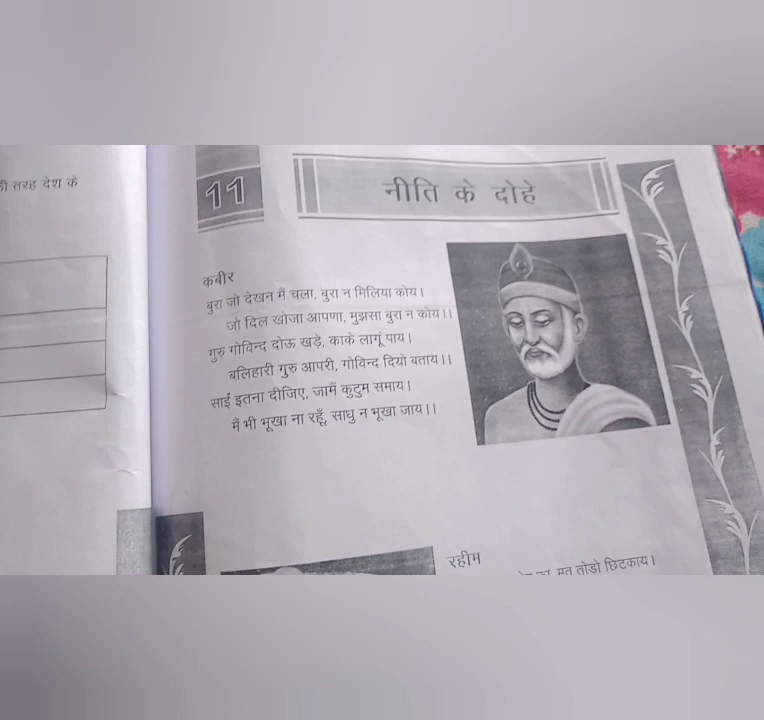 की तरह देश के
11
नीति के दोहे
कबीर
बुरा जो देखन मैं चला, बुरा न मिलिया कोय।
जो दिल खोजा आपणा, मुझसा बुरा न कोय।।
गुरु गोविन्द दोऊ खड़े, काके लागूं पाय।
बलिहारी गुरु आपरी, गोविन्द दियो बताय।।
साई इतना दीजिए, जामैं कुटुम समाय।
मैं भी भूखा ना रहूँ, साधु न भूखा जाय।।
रहीम
मत तोड़ो छिटकाय।